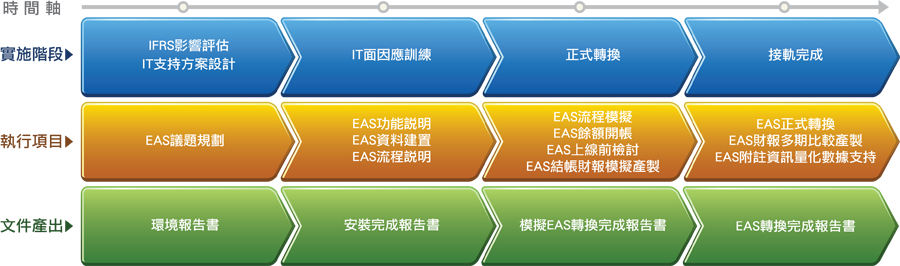 時間軸
實施階段
IFRS影響評估
IT支持方案設計
IT面因應訓練
正式轉換
接軌完成
執行項目
EAS議題規劃
EAS功能說明
EAS資料建置
EAS流程說明
EAS流程模擬
EAS餘額開帳
EAS上線前檢討
EAS結帳財報模擬產製
EAS正式轉換
EAS財報多期比較產製
EAS附註資訊量化數據支持
文件產出
環境報告書
安裝完成報告書
模擬EAS轉換完成報告書
EAS轉換完成報告書